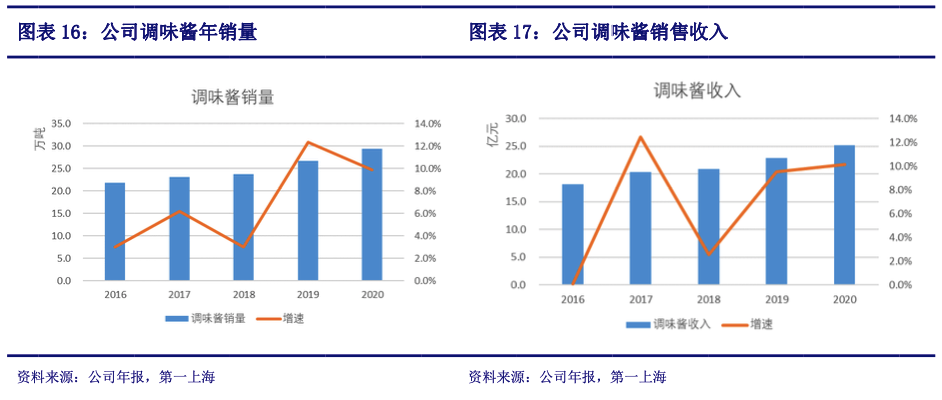 图表 16：公司调味酱年销量
图表 17：公司调味酱销售收入
调味酱销量
万吨
35.0
30.0
25.0
20.0
15.0
10.0
5.0
0.0
14.0%
12.0%
10.0%
8.0%
6.0%
4.0%
2.0%
0.0%
2016 2017 2018 2019 2020
调味酱销量 增速
调味酱收入
亿元
30.0
25.0
20.0
15.0
10.0
5.0
0.0
14.0%
12.0%
10.0%
8.0%
6.0%
4.0%
2.0%
0.0%
2016 2017 2018 2019 2020
调味酱收入 增速
资料来源：公司年报，第一上海
资料来源：公司年报，第一上海